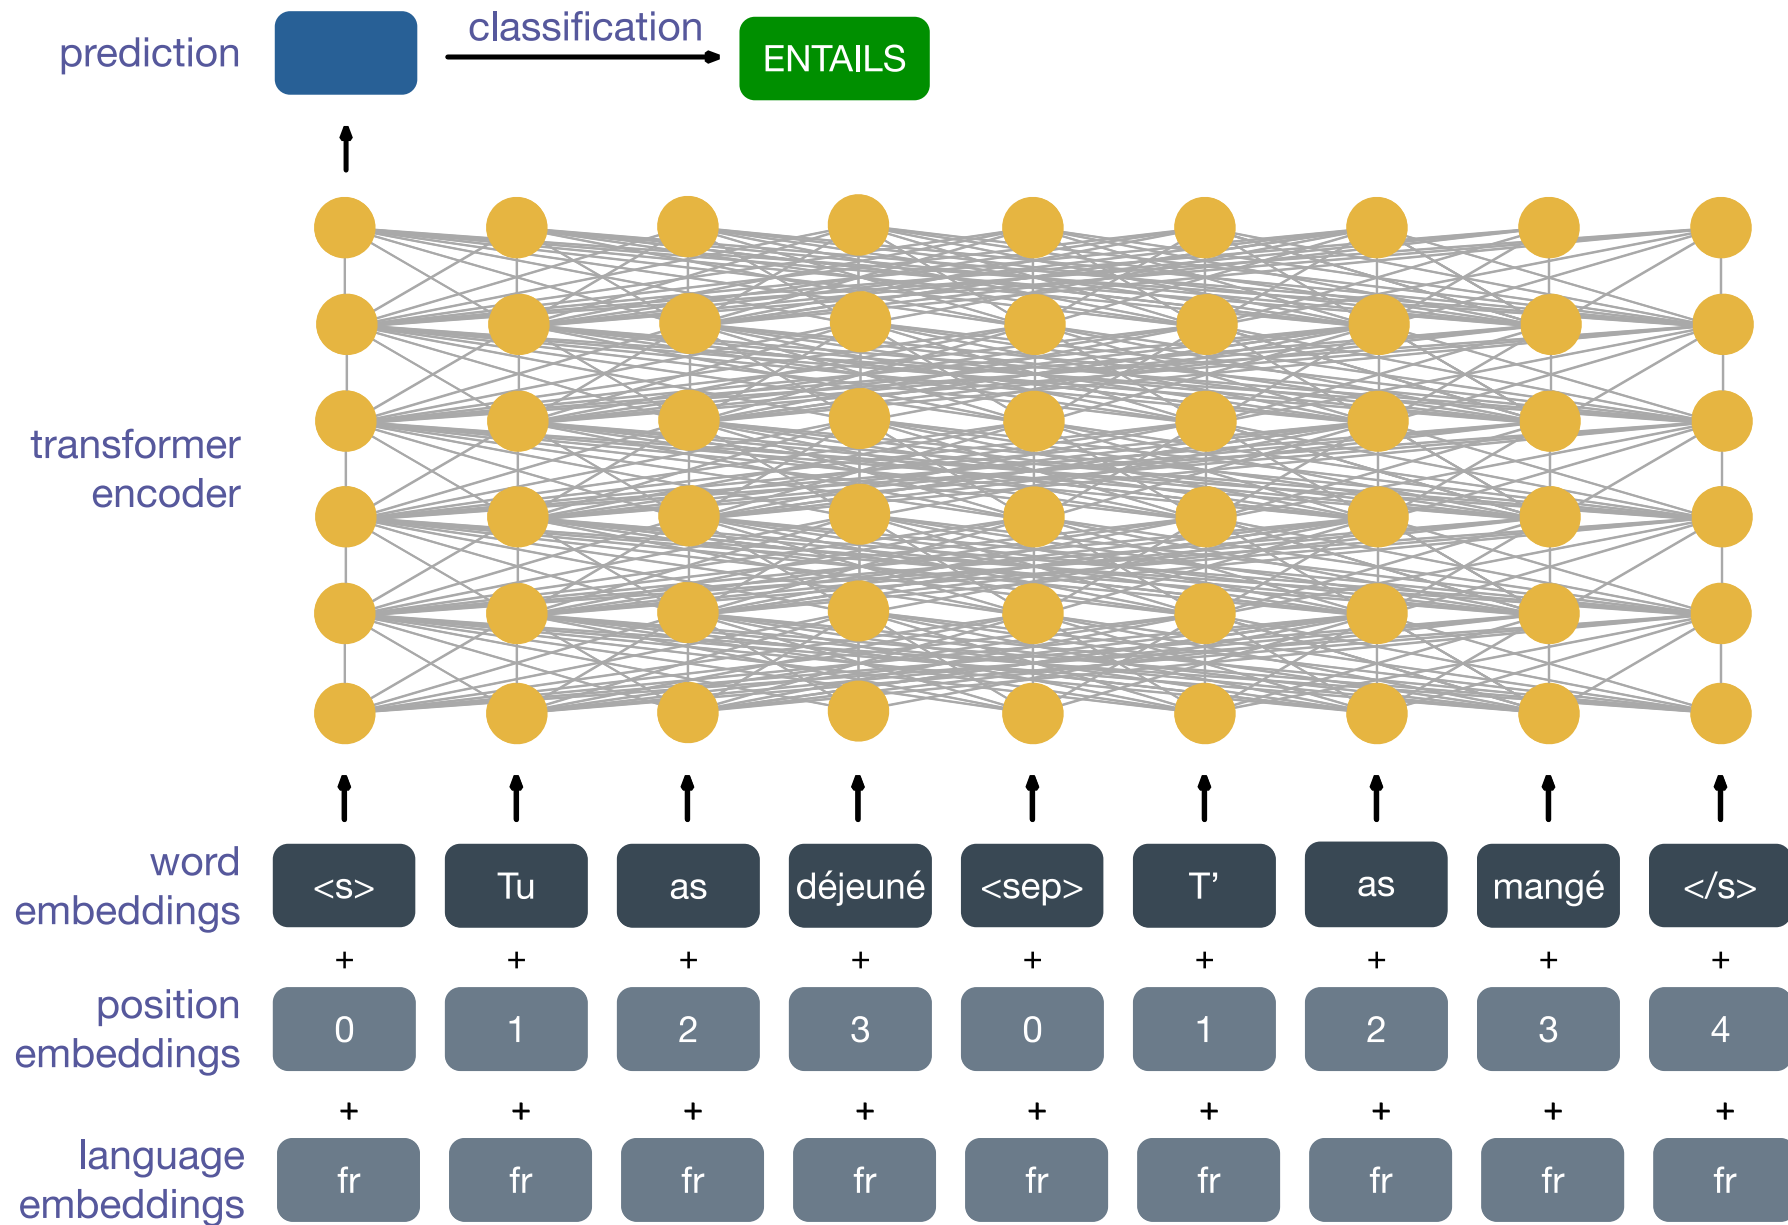 prediction
classification
ENTAILS
transformer
encoder
word
embeddings
<s> Tu as déjeuné <sep> T’ as mangé </s>
+ + + + + + + + +
position
embeddings
0 1 2 3 0 1 2 3 4
+ + + + + + + + +
language
embeddings
fr fr fr fr fr fr fr fr fr